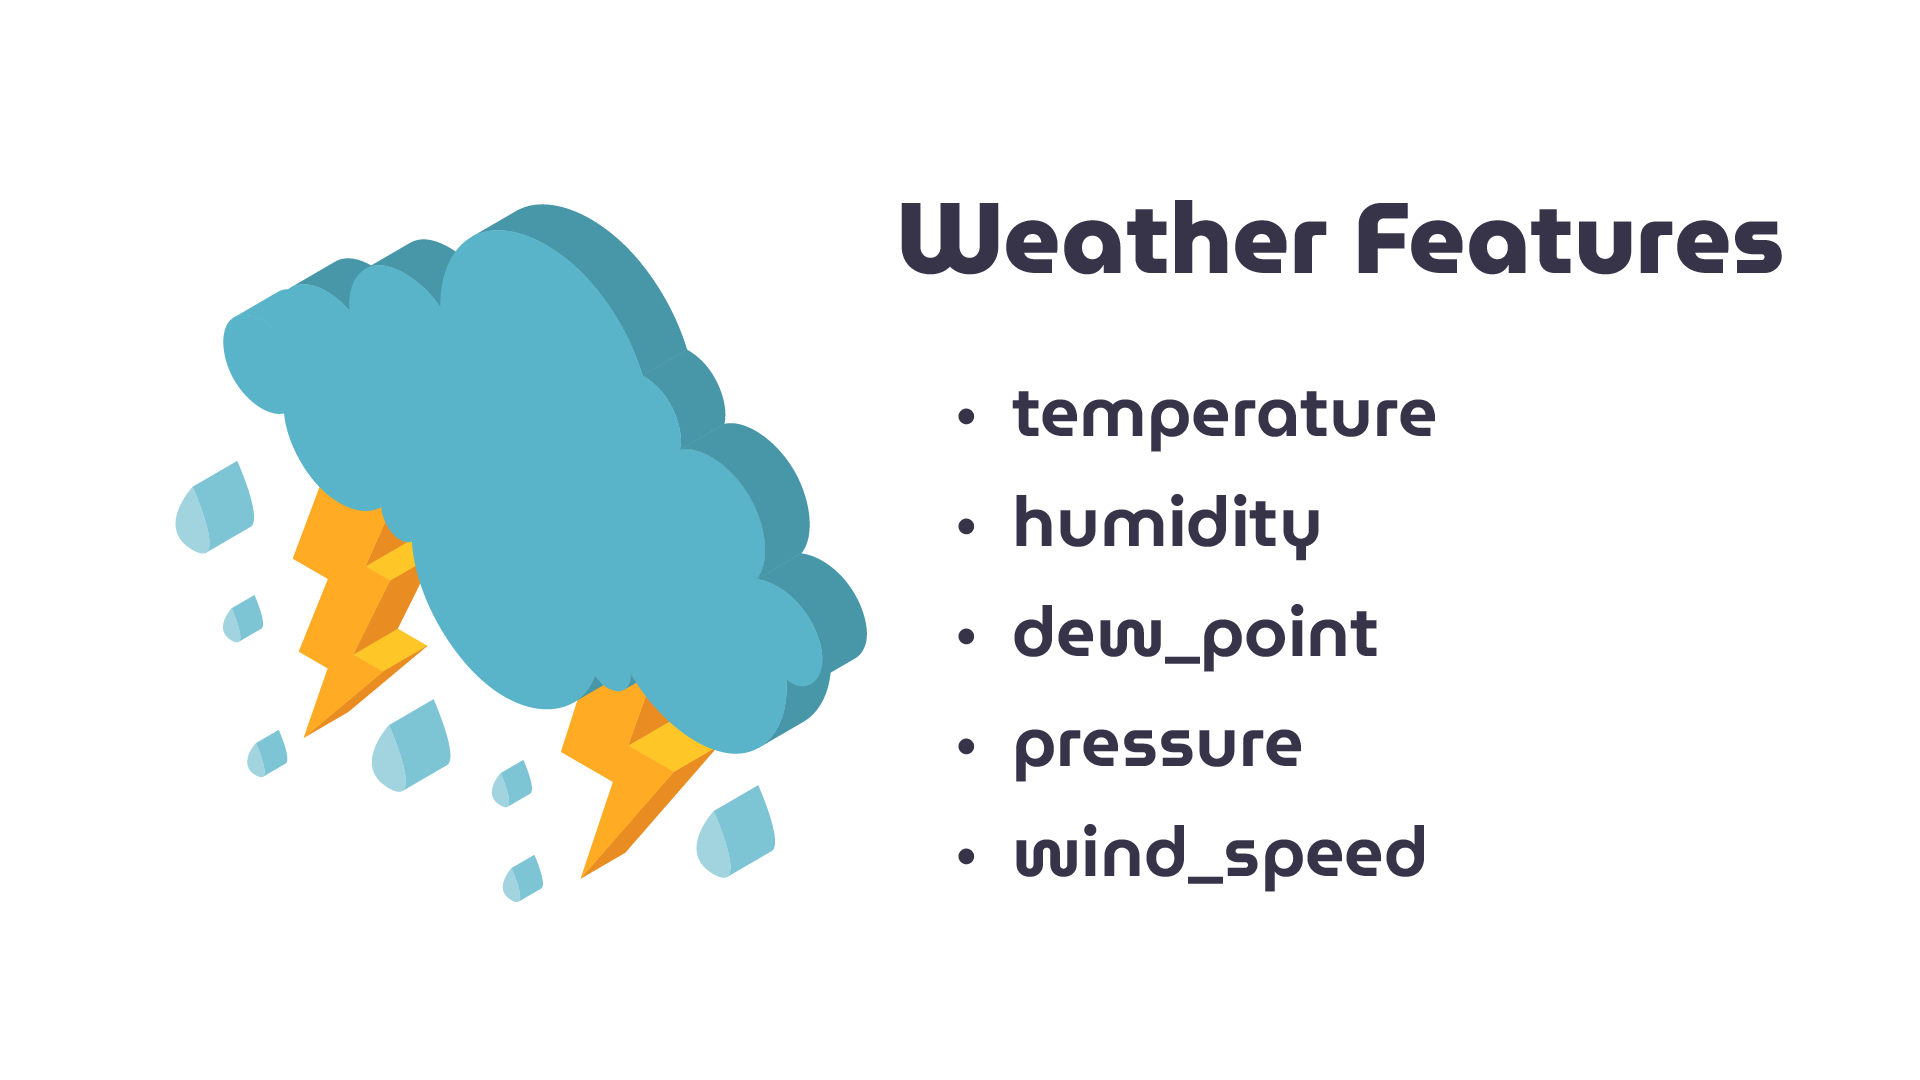 Weather Features
• temperature
• humidity
• dew_point
• pressure
• wind_speed